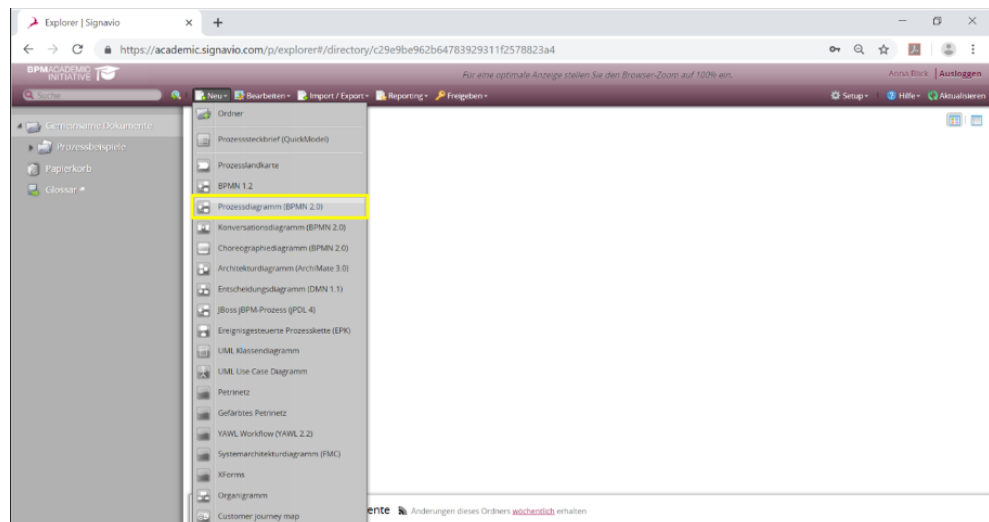 Explorer | Signavio
https://academic.signavio.com/p/explorer#/directory/c29e9be962b64783929311f2578823a4
BPMACADEMIC
INITIATIVE
Für eine optimale Anzeige stellen Sie den Browser-Zoom auf 100% ein.
Anna Blick | Ausloggen
Suche
Neu
Bearbeiten
Import / Export
Reporting
Freigeben
Setup
Hilfe
Aktualisieren
Gemeinsame Dokumente
Prozessbeispiele
Papierkorb
Glossar
Ordner
Prozesssteckbrief (QuickModel)
Prozesslandkarte
BPMN 1.2
Prozessdiagramm (BPMN 2.0)
Konversationsdiagramm (BPMN 2.0)
Choreographiediagramm (BPMN 2.0)
Architekturdiagramm (ArchiMate 3.0)
Entscheidungsdiagramm (DMN 1.1)
JBoss jBPM-Prozess (JPDL 4)
Ereignisgesteuerte Prozesskette (EPK)
UML Klassendiagramm
UML Use Case Diagramm
Petrinetz
Gefärbtes Petrinetz
YAWL Workflow (YAWL 2.2)
Systemarchitekturdiagramm (FMC)
XForms
Organigramm
Customer journey map
ente Änderungen dieses Ordners wöchentlich erhalten